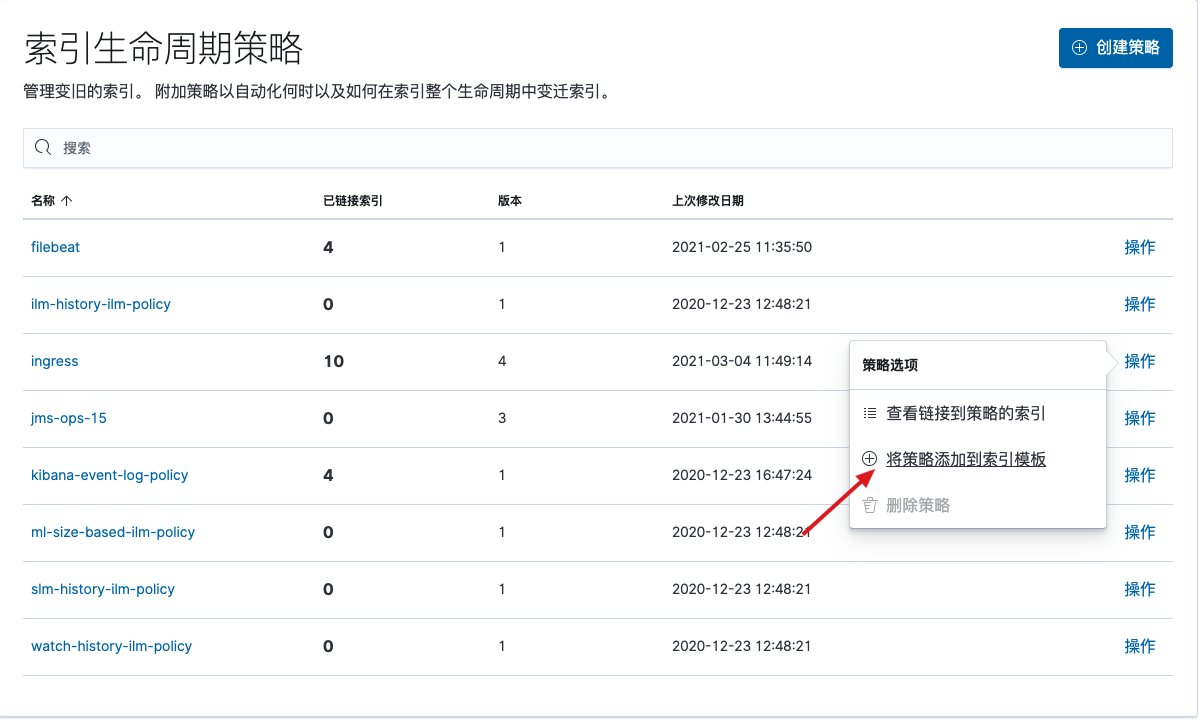 索引生命周期策略
创建策略
管理变旧的索引。 附加策略以自动化何时以及如何在索引整个生命周期中变迁索引。
搜索
名称 已链接索引 版本 上次修改日期
filebeat 4 1 2021-02-25 11:35:50 操作
ilm-history-ilm-policy 0 1 2020-12-23 12:48:21 操作
ingress 10 4 2021-03-04 11:49:14 操作
策略选项
查看链接到策略的索引
将策略添加到索引模板
删除策略
jms-ops-15 0 3 2021-01-30 13:44:55 操作
kibana-event-log-policy 4 1 2020-12-23 16:47:24 操作
ml-size-based-ilm-policy 0 1 2020-12-23 12:48:21 操作
slm-history-ilm-policy 0 1 2020-12-23 12:48:21 操作
watch-history-ilm-policy 0 1 2020-12-23 12:48:21 操作